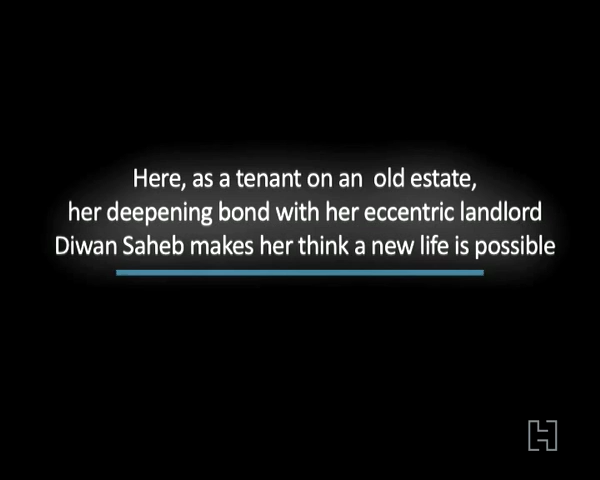 Here, as a tenant on an old estate,
her deepening bond with her eccentric landlord
Diwan Saheb makes her think a new life is possible